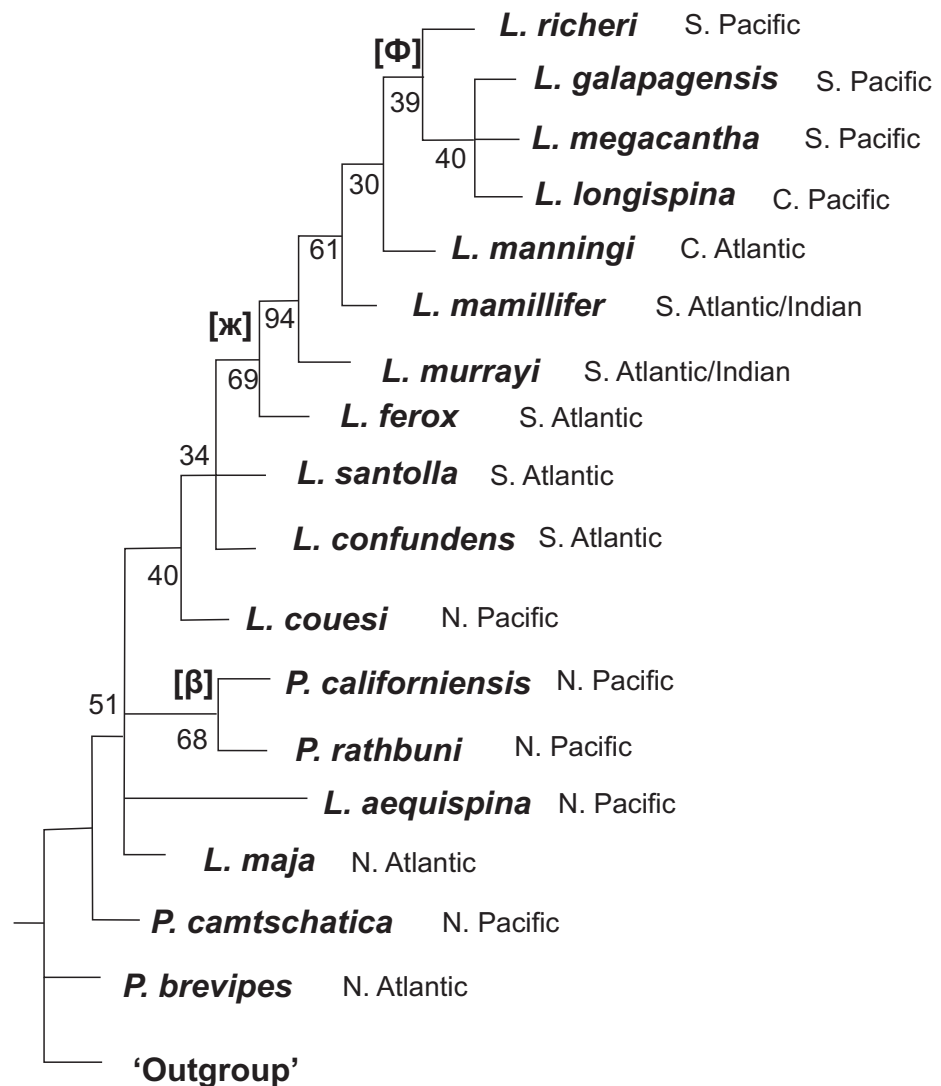 L. richeri S. Pacific
[Φ]
L. galapagensis S. Pacific
39
L. megacantha S. Pacific
40
30
L. longispina C. Pacific
61
L. manningi C. Atlantic
L. mamillifer S. Atlantic/Indian
[ж]
94
L. murrayi S. Atlantic/Indian
69
L. ferox S. Atlantic
34
L. santolla S. Atlantic
L. confundens S. Atlantic
40
L. couesi N. Pacific
[β]
P. californiensis N. Pacific
51
68
P. rathbuni N. Pacific
L. aequispina N. Pacific
L. maja N. Atlantic
P. camtschatica N. Pacific
P. brevipes N. Atlantic
‘Outgroup’